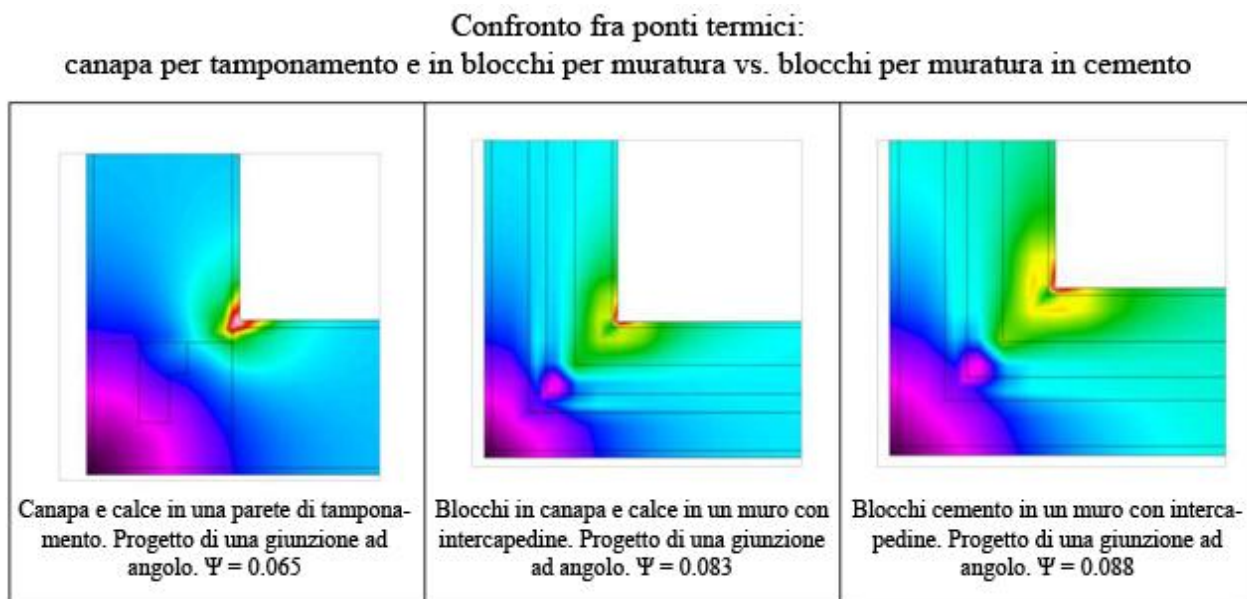 Confronto fra ponti termici:
canapa per tamponamento e in blocchi per muratura vs. blocchi per muratura in cemento
Canapa e calce in una parete di tampona-
mento. Progetto di una giunzione ad
angolo. Ψ = 0.065
Blocchi in canapa e calce in un muro con
intercapedine. Progetto di una giunzione
ad angolo. Ψ = 0.083
Blocchi cemento in un muro con interca-
pedine. Progetto di una giunzione ad
angolo. Ψ = 0.088